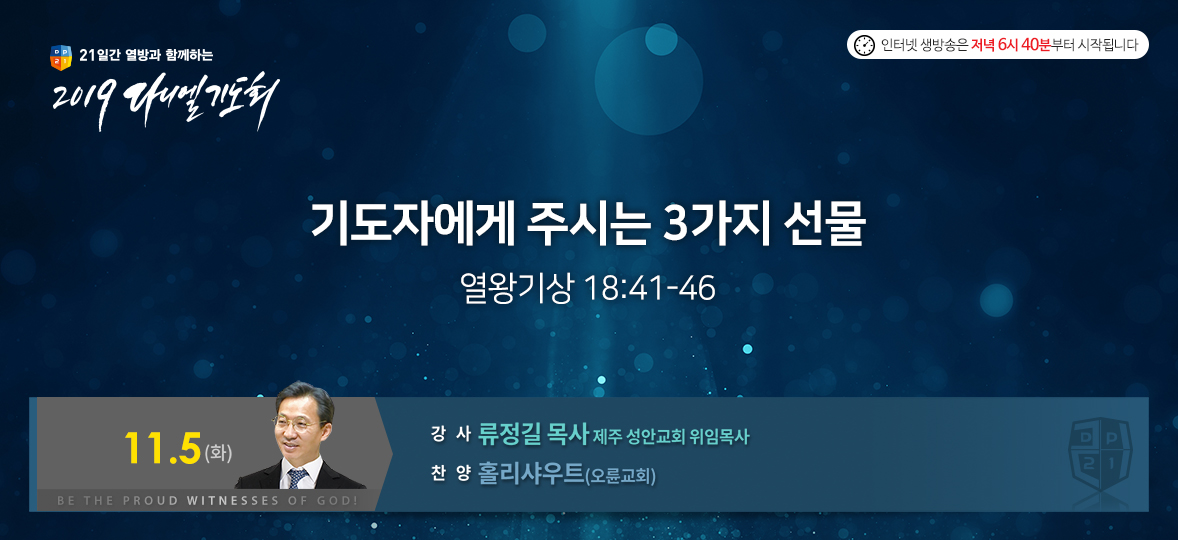 21일간 열방과 함께하는
2019 다니엘기도회
인터넷 생방송은 저녁 6시 40분부터 시작됩니다
기도자에게 주시는 3가지 선물
열왕기상 18:41-46
11.5(화)
강 사 류정길 목사 제주 성안교회 위임목사
찬 양 홀리샤우트(오륜교회)
BE THE PROUD WITNESSES OF GOD!
DP
21
DP
21